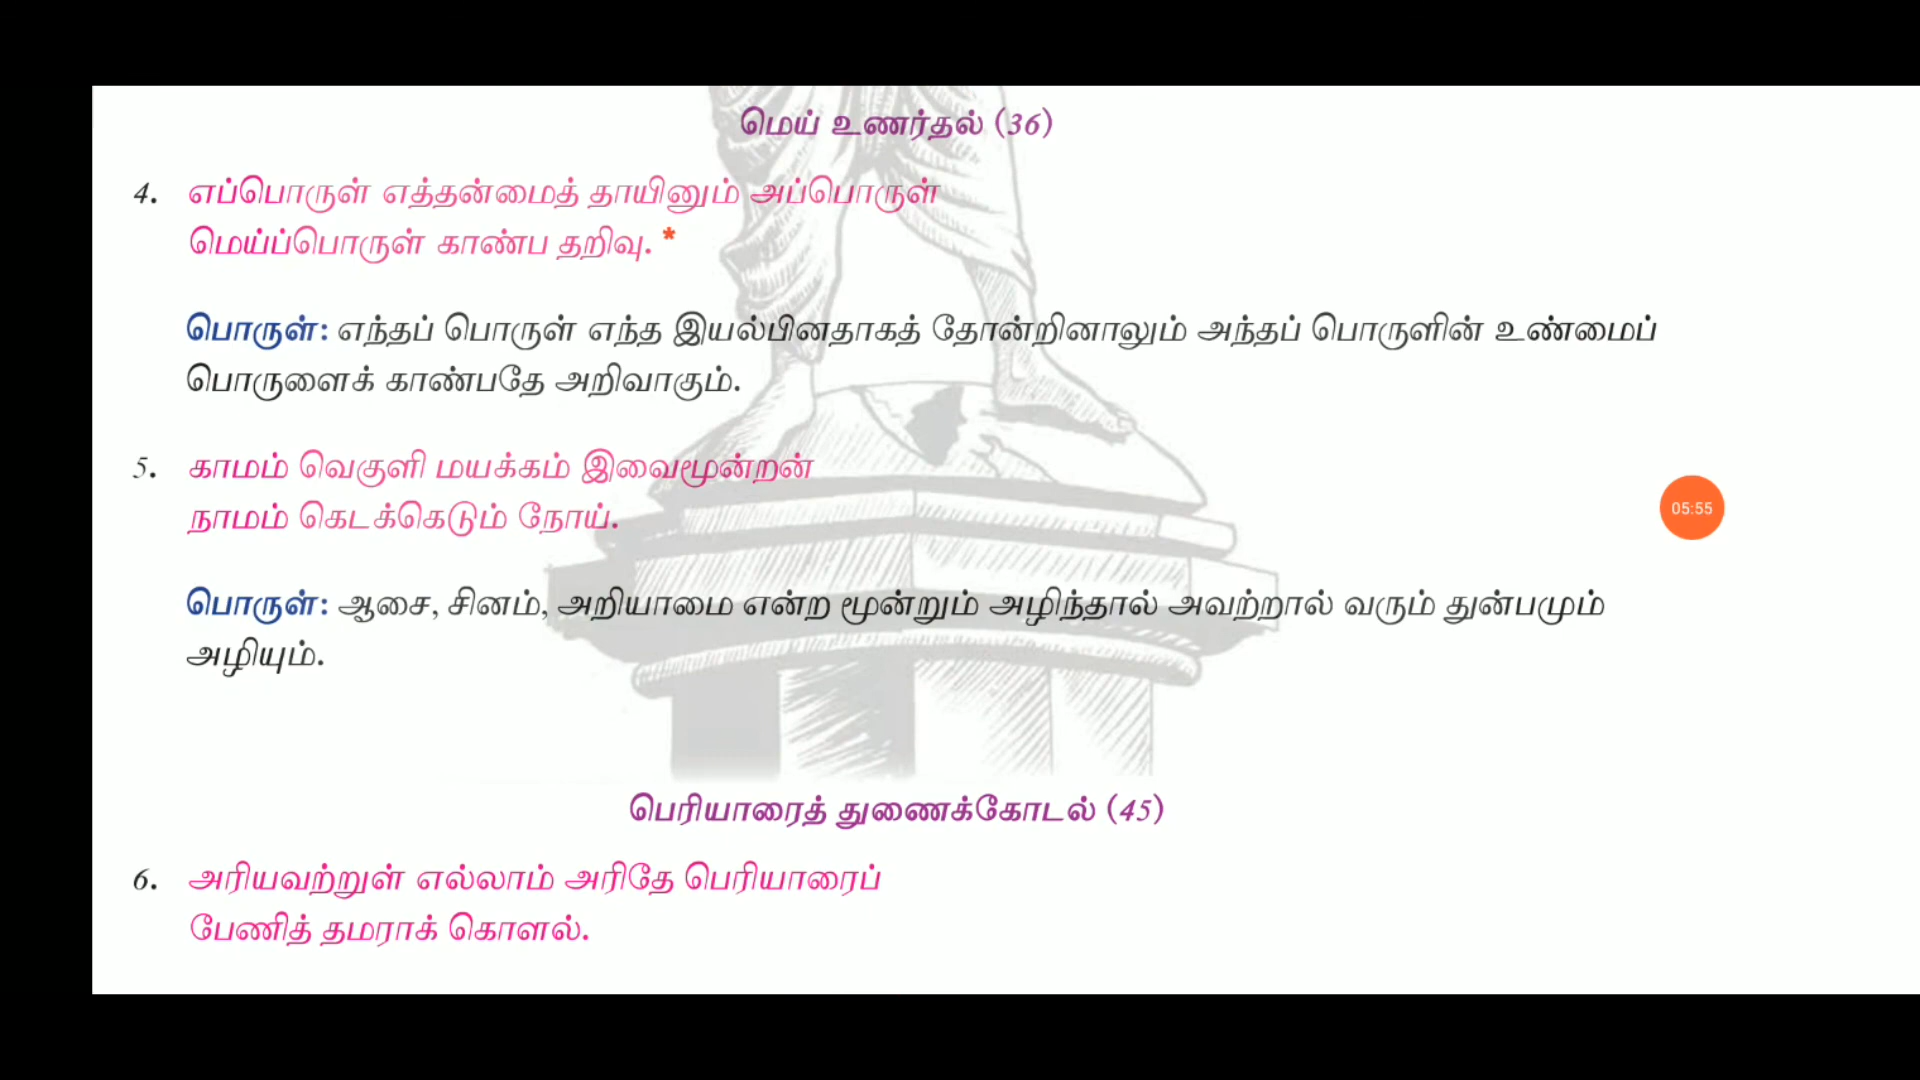 மெய் உணர்தல் (36)
4. எப்பொருள் எத்தன்மைத் தாயினும் அப்பொருள்
மெய்ப்பொருள் காண்ப தறிவு. *
பொருள்: எந்தப் பொருள் எந்த இயல்பினதாகத் தோன்றினாலும் அந்தப் பொருளின் உண்மைப்
பொருளைக் காண்பதே அறிவாகும்.
5. காமம் வெகுளி மயக்கம் இவைமூன்றன்
நாமம் கெடக்கெடும் நோய்.
05:55
பொருள்: ஆசை, சினம், அறியாமை என்ற மூன்றும் அழிந்தால் அவற்றால் வரும் துன்பமும்
அழியும்.
பெரியாரைத் துணைக்கோடல் (45)
6. அரியவற்றுள் எல்லாம் அரிதே பெரியாரைப்
பேணித் தமராக் கொளல்.